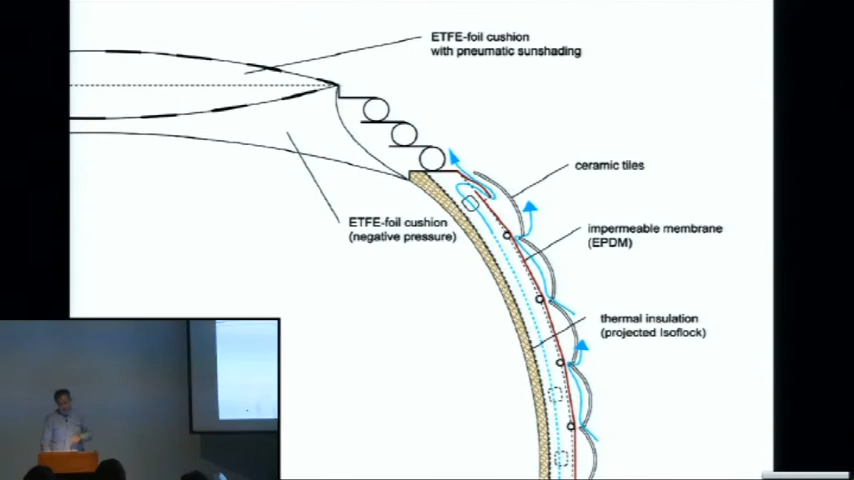 ETFE-foil cushion
with pneumatic sunshading
ceramic tiles
ETFE-foil cushion
(negative pressure)
impermeable membrane
(EPDM)
thermal insulation
(projected Isoflock)